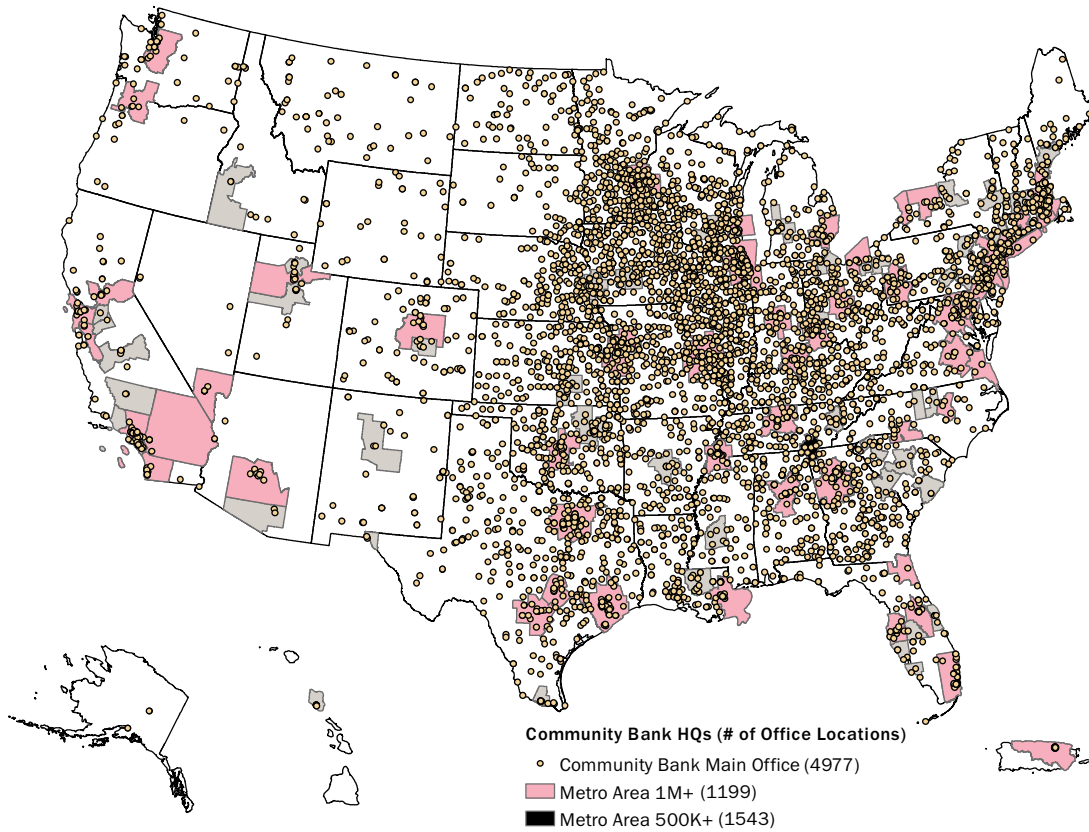 Community Bank HQs (# of Office Locations)
Community Bank Main Office (4977)
Metro Area 1M+ (1199)
Metro Area 500K+ (1543)